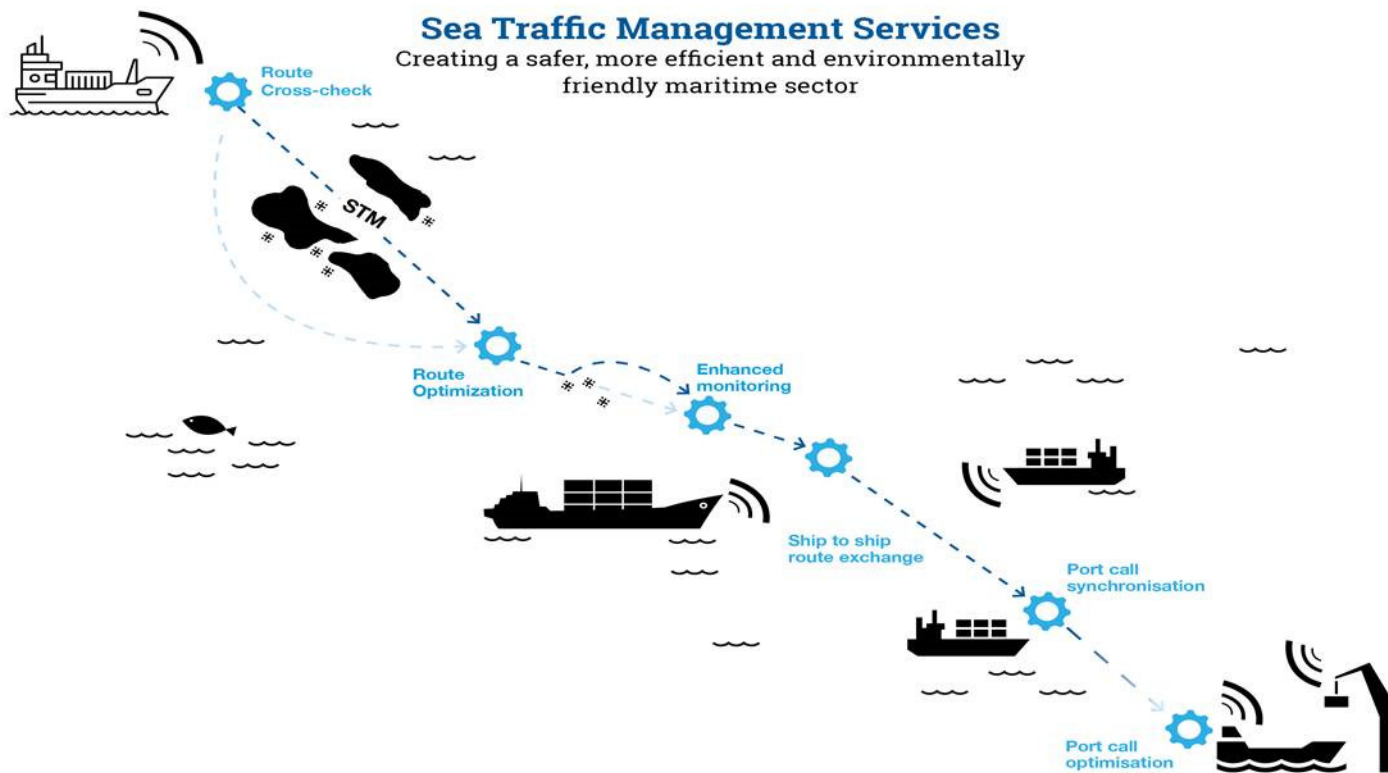 Sea Traffic Management Services
Creating a safer, more efficient and environmentally
friendly maritime sector
Route
Cross-check
STM
Route
Optimization
Enhanced
monitoring
Ship to ship
route exchange
Port call
synchronisation
Port call
optimisation